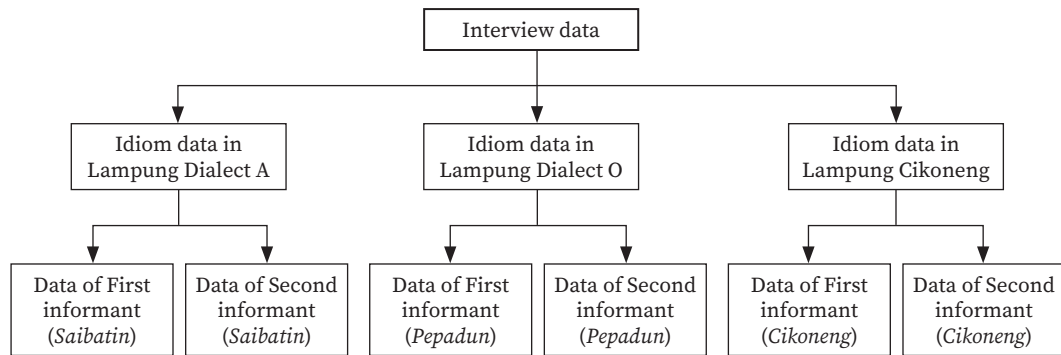 Interview data
Idiom data in
Lampung Dialect A
Idiom data in
Lampung Dialect O
Idiom data in
Lampung Cikoneng
Data of First
informant
(Saibatin)
Data of Second
informant
(Saibatin)
Data of First
informant
(Pepadun)
Data of Second
informant
(Pepadun)
Data of First
informant
(Cikoneng)
Data of Second
informant
(Cikoneng)